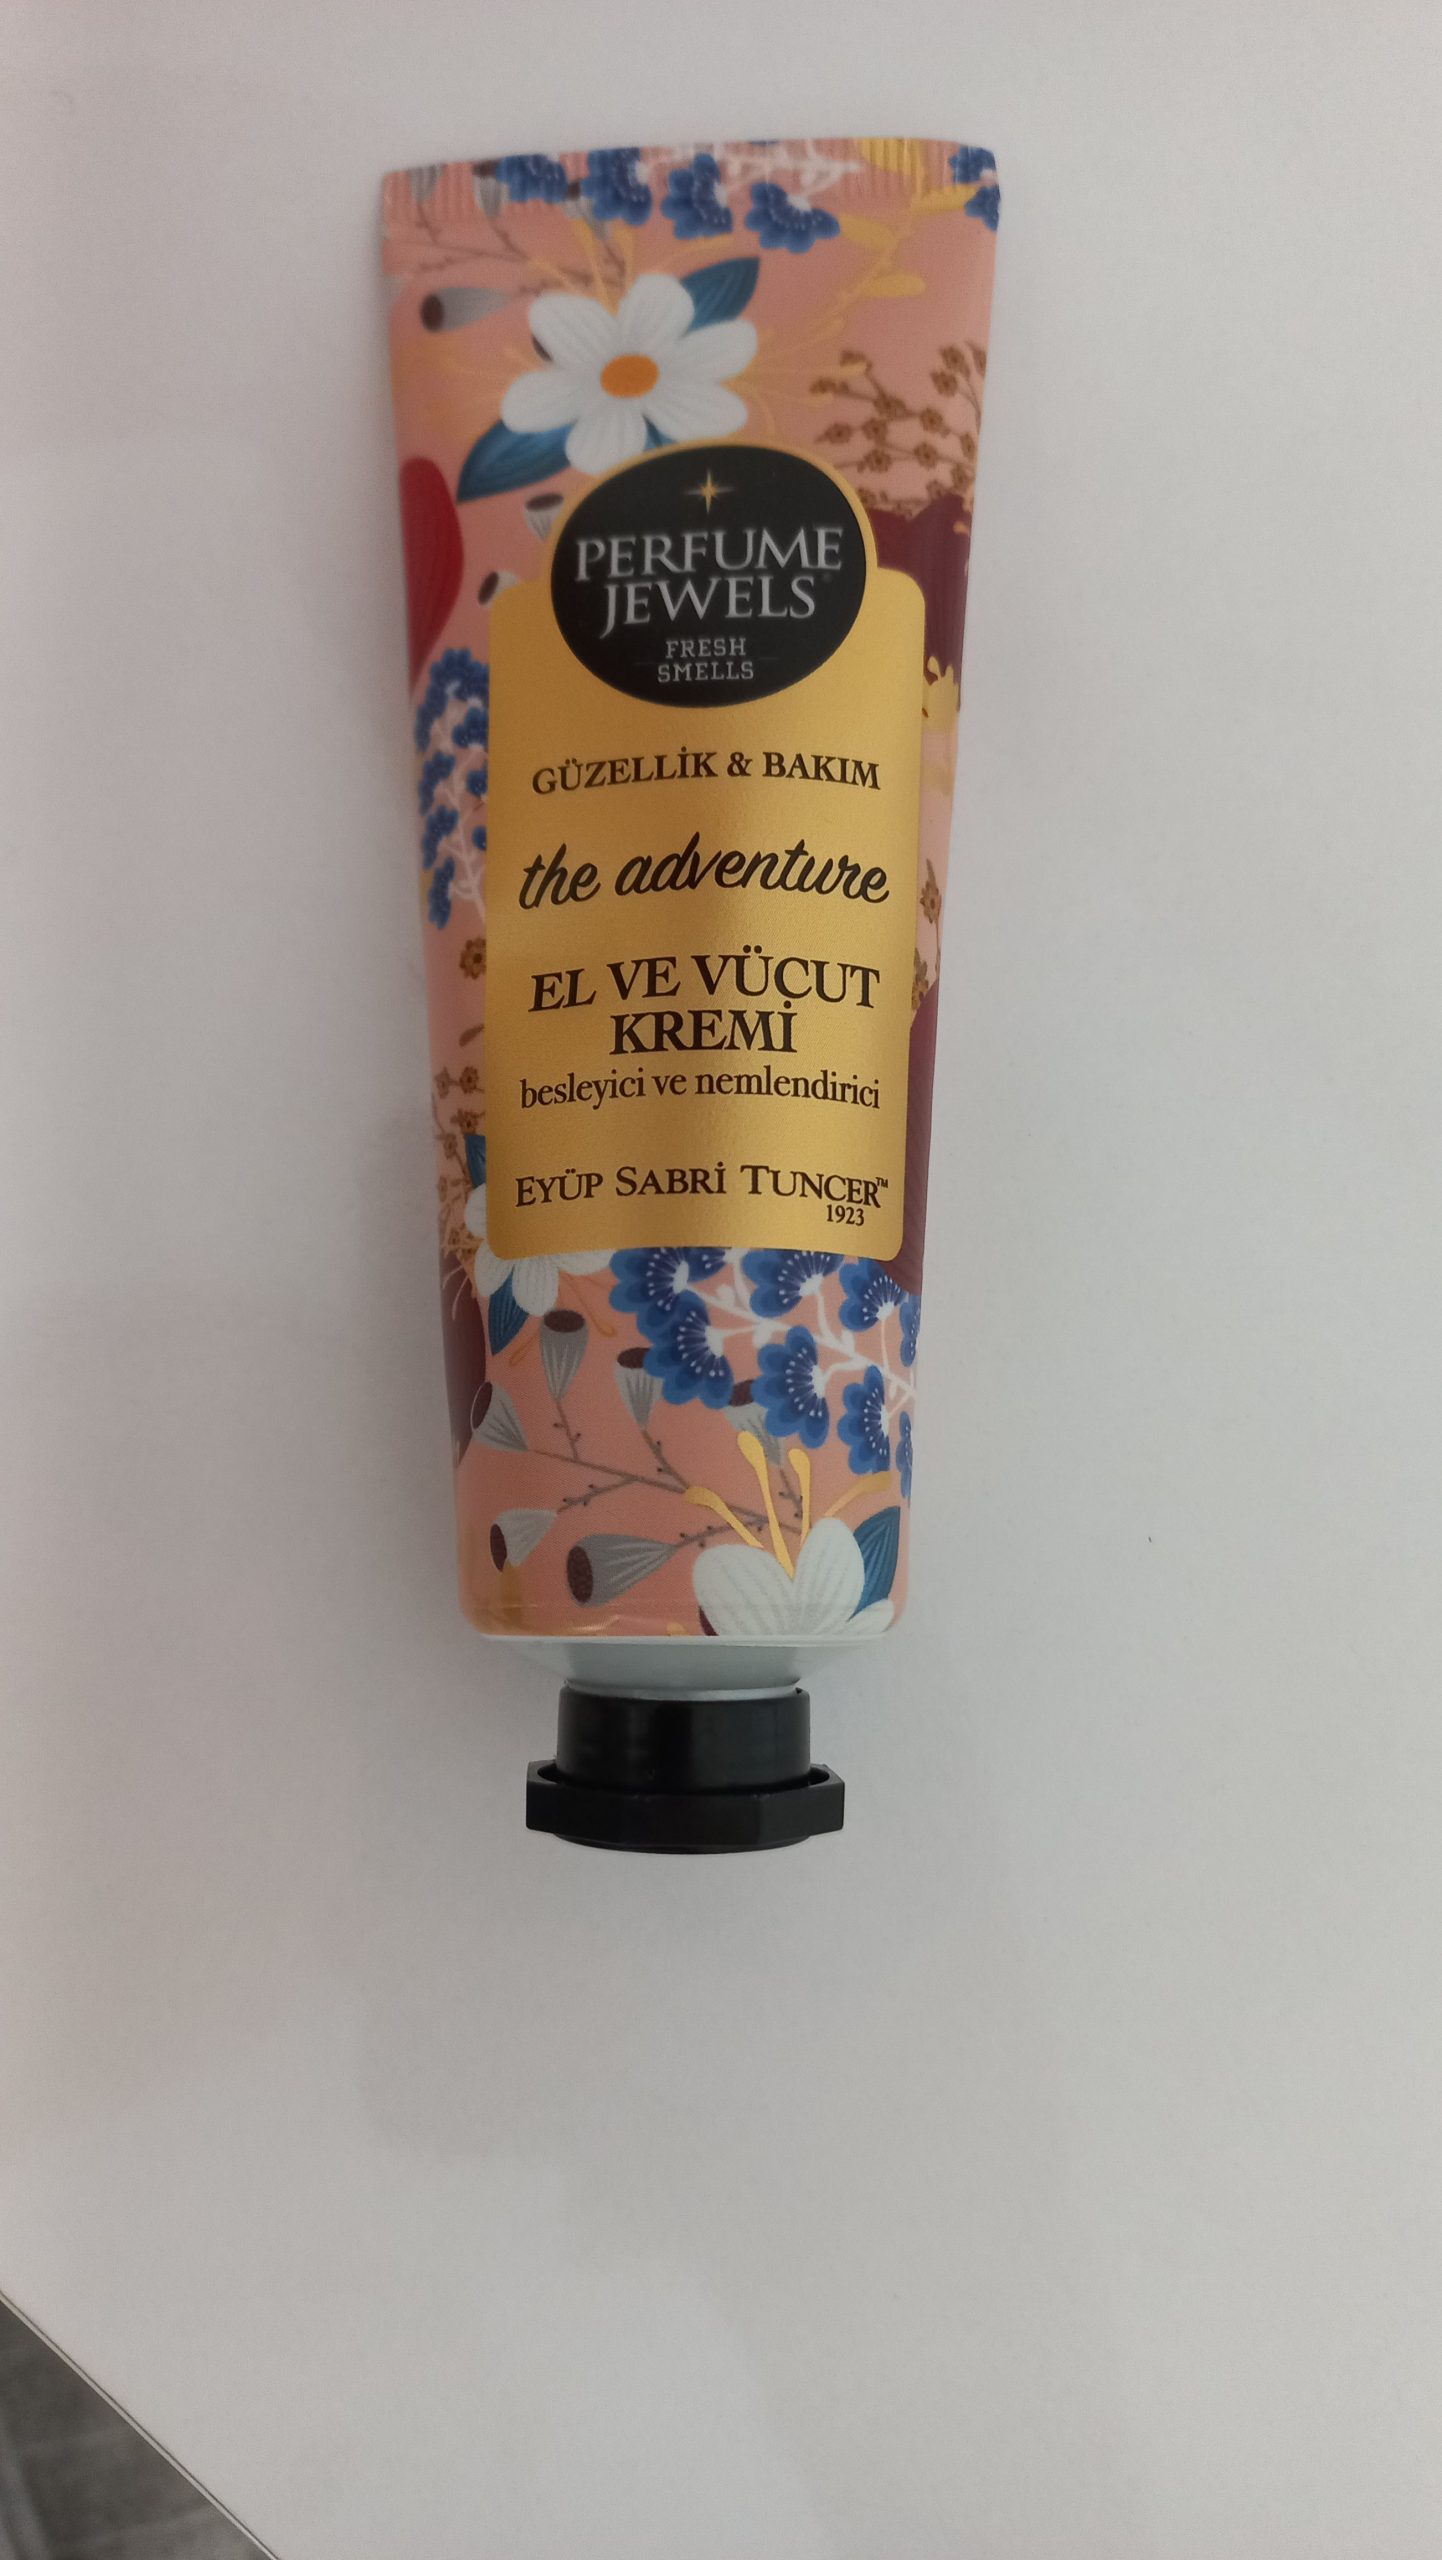 PERFUME
JEWELS®
FRESH
SMELLS
GÜZELLİK & BAKIM
the adventure
EL VE VÜCUT
KREMİ
besleyici ve nemlendirici
EYÜP SABRİ TUNCER™
1923